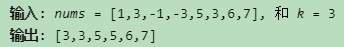 输入: nums = [1,3,-1,-3,5,3,6,7], 和 k = 3
输出: [3,3,5,5,6,7]